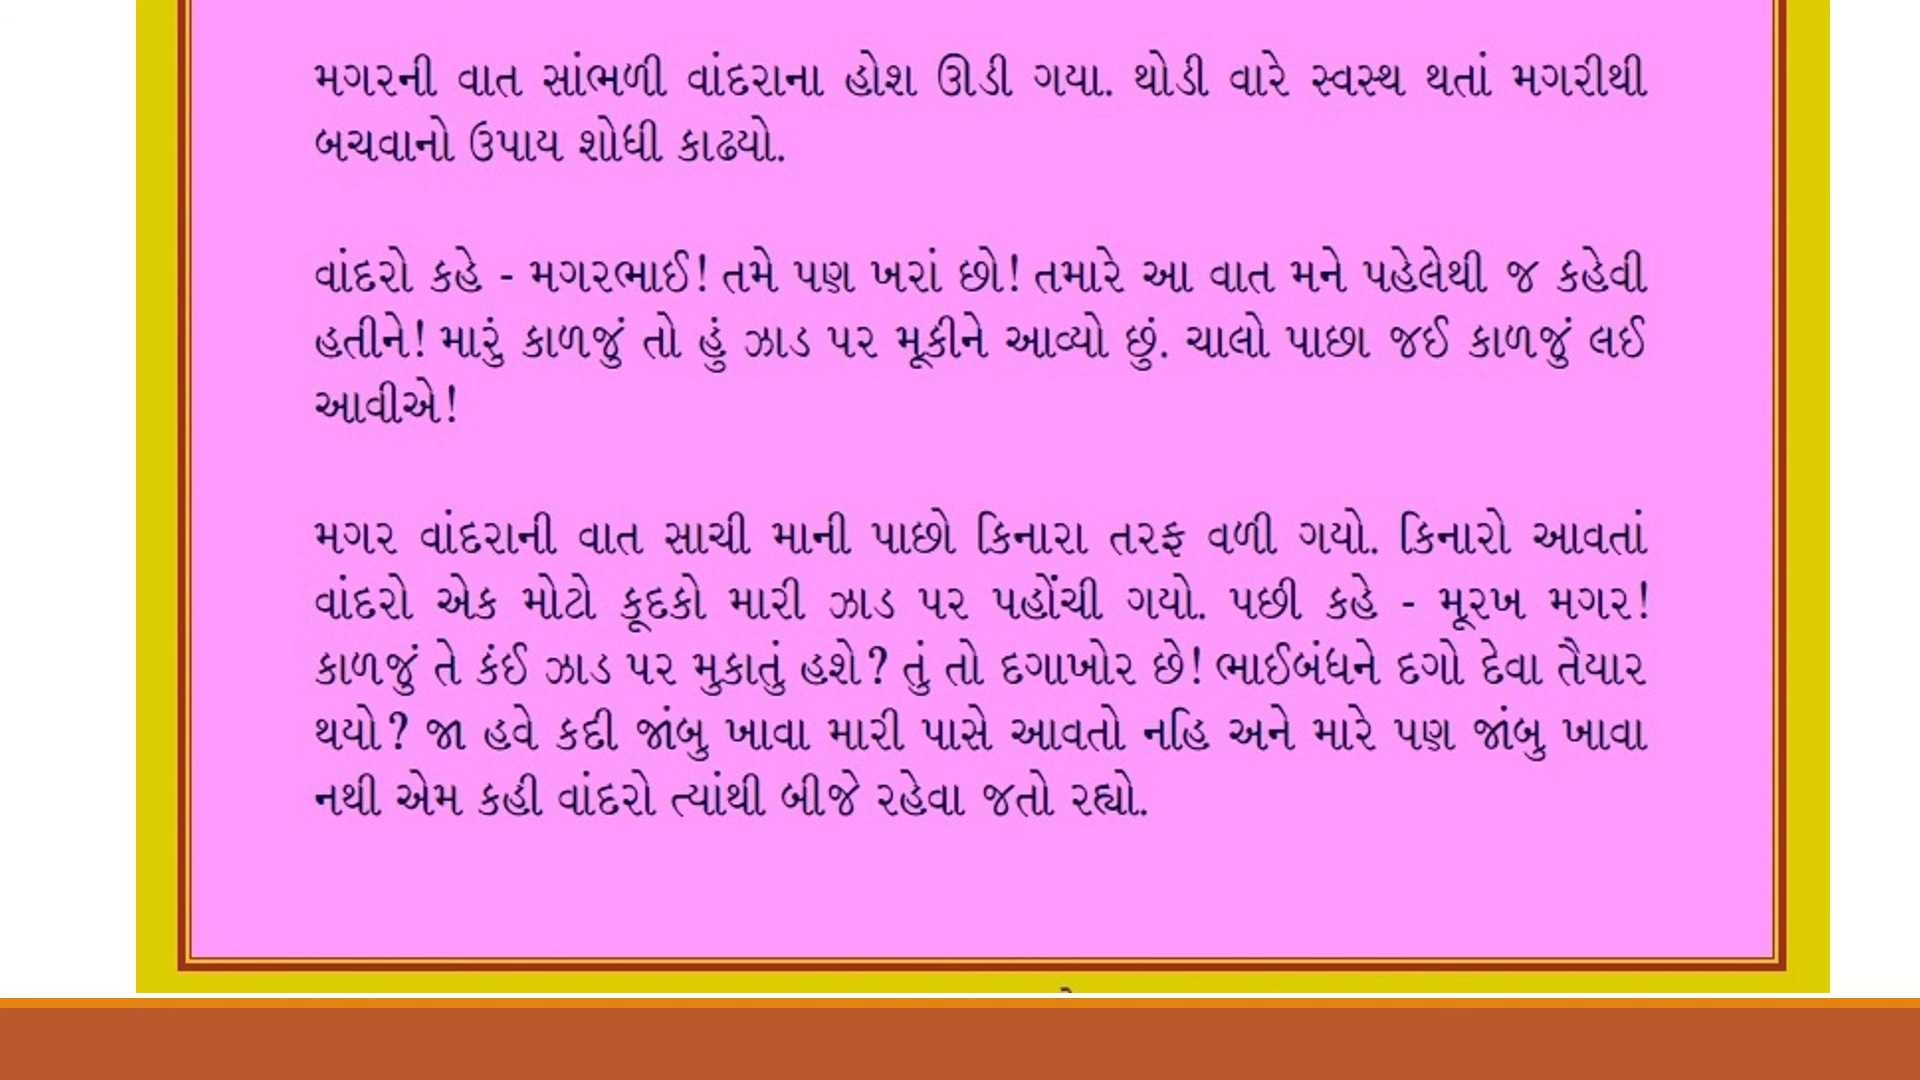 મગરની વાત સાંભળી વાંદરાના હોશ ઊડી ગયા. થોડી વારે સ્વસ્થ થતાં મગરીથી
બચવાનો ઉપાય શોધી કાઢયો.
વાંદરો કહે - મગરભાઈ! તમે પણ ખરાં છો! તમારે આ વાત મને પહેલેથી જ કહેવી
હતીને! મારું કાળજું તો હું ઝાડ પર મૂકીને આવ્યો છું. ચાલો પાછા જઈ કાળજું લઈ
આવીએ!
મગર વાંદરાની વાત સાચી માની પાછો કિનારા તરફ વળી ગયો. કિનારો આવતાં
વાંદરો એક મોટો કૂદકો મારી ઝાડ પર પહોંચી ગયો. પછી કહે - મૂરખ મગર!
કાળજું તે કંઈ ઝાડ પર મુકાતું હશે? તું તો દગાખોર છે! ભાઈબંધને દગો દેવા તૈયાર
થયો? જા હવે કદી જાંબુ ખાવા મારી પાસે આવતો નહિ અને મારે પણ જાંબુ ખાવા
નથી એમ કહી વાંદરો ત્યાંથી બીજે રહેવા જતો રહ્યો.